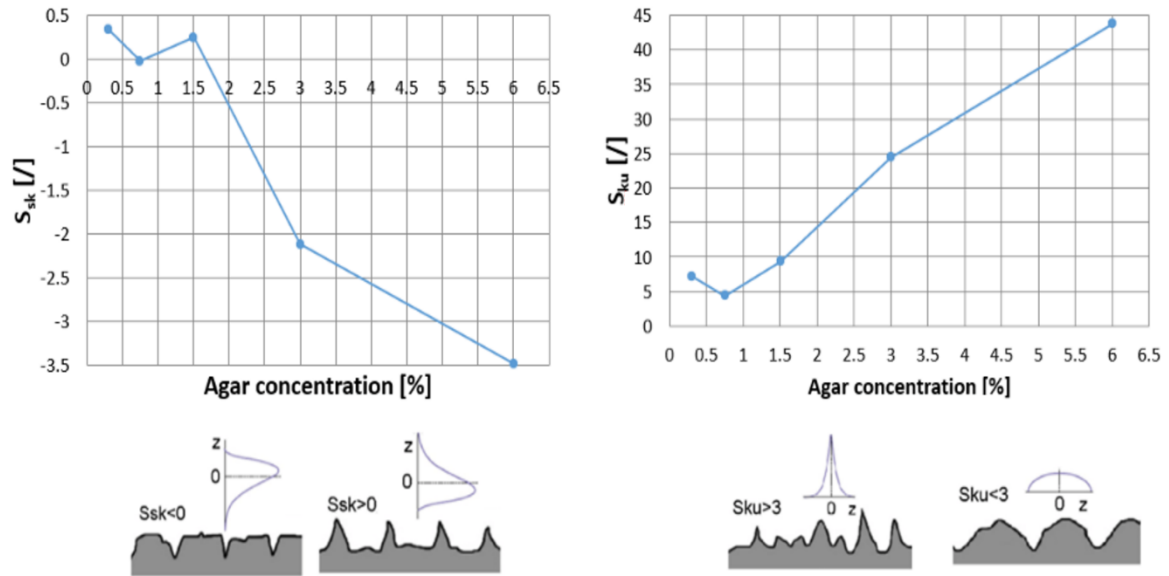 0.5
0
-0.5
-1
-1.5
-2
-2.5
-3
-3.5
0 0.5 1 1.5 2 2.5 3 3.5 4 4.5 5 5.5 6 6.5
Ssk [/]
Agar concentration [%]
45
40
35
30
25
20
15
10
5
0
0 0.5 1 1.5 2 2.5 3 3.5 4 4.5 5 5.5 6 6.5
Sku [/]
Agar concentration [%]
z
0
Ssk<0
z
0
Ssk>0
Sku>3
0 z
Sku<3
0 z